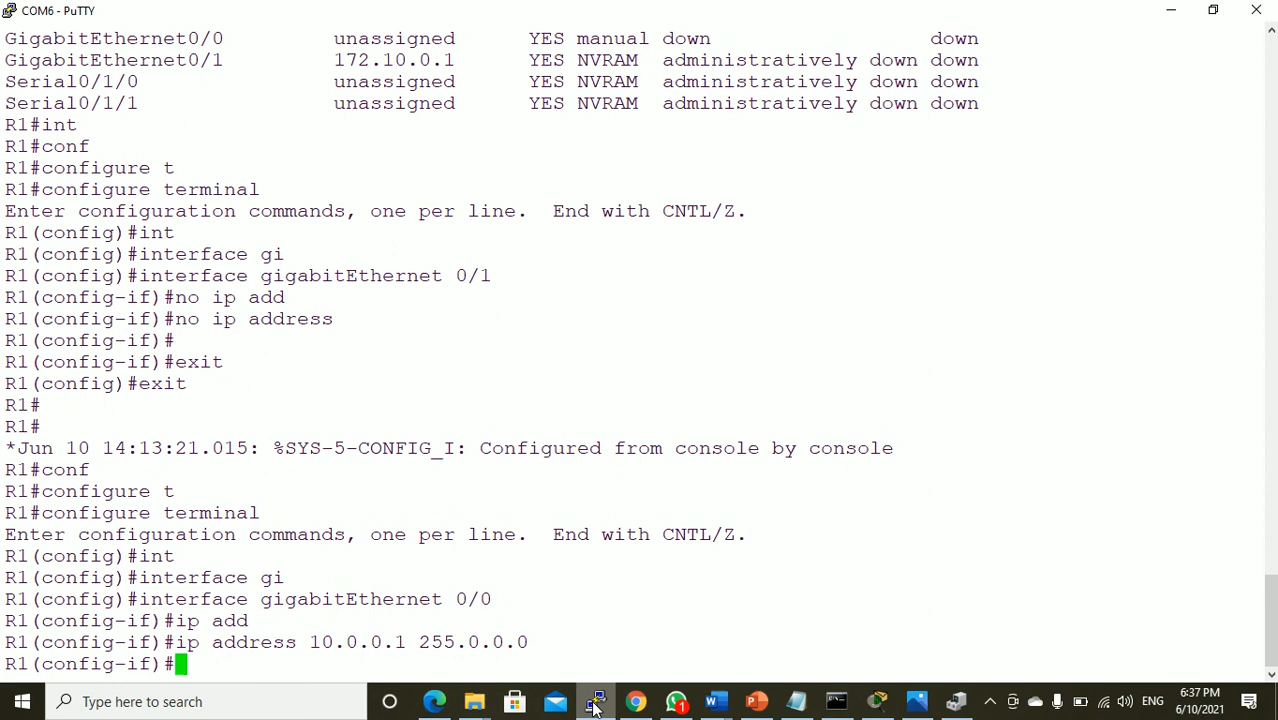 COM6 - PuTTY
GigabitEthernet0/0 unassigned YES manual down down
GigabitEthernet0/1 172.10.0.1 YES NVRAM administratively down down
Serial0/1/0 unassigned YES NVRAM administratively down down
Serial0/1/1 unassigned YES NVRAM administratively down down
R1#int
R1#conf
R1#configure t
R1#configure terminal
Enter configuration commands, one per line. End with CNTL/Z.
R1(config)#int
R1(config)#interface gi
R1(config)#interface gigabitEthernet 0/1
R1(config-if)#no ip add
R1(config-if)#no ip address
R1(config-if)#
R1(config-if)#exit
R1(config)#exit
R1#
R1#
*Jun 10 14:13:21.015: %SYS-5-CONFIG_I: Configured from console by console
R1#conf
R1#configure t
R1#configure terminal
Enter configuration commands, one per line. End with CNTL/Z.
R1(config)#int
R1(config)#interface gi
R1(config)#interface gigabitEthernet 0/0
R1(config-if)#ip add
R1(config-if)#ip address 10.0.0.1 255.0.0.0
R1(config-if)#
Type here to search
1
ENG
6:37 PM
6/10/2021